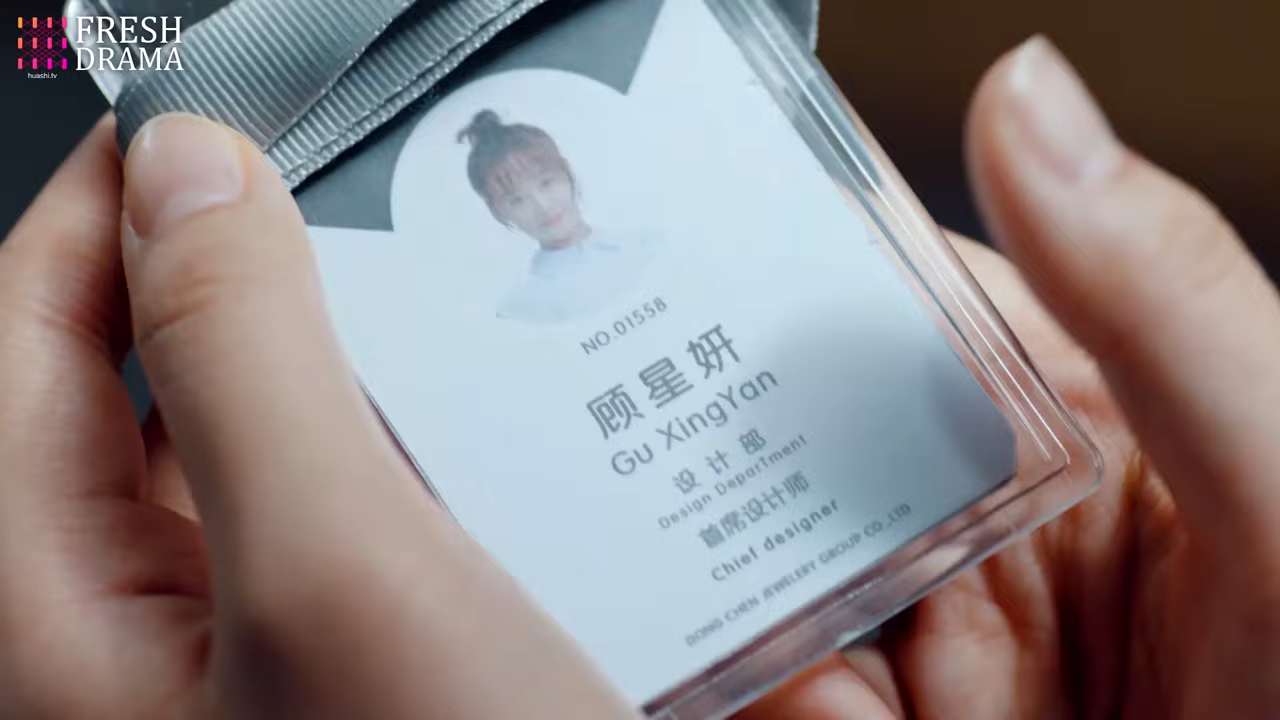 FRESH
DRAMA
huashi.tv
NO.01558
顾星妍
Gu XingYan
设计部
Design DeparTment
首席设计师
Chief designer
DONG CHEN JEWELERY GROUP CO.,LTD